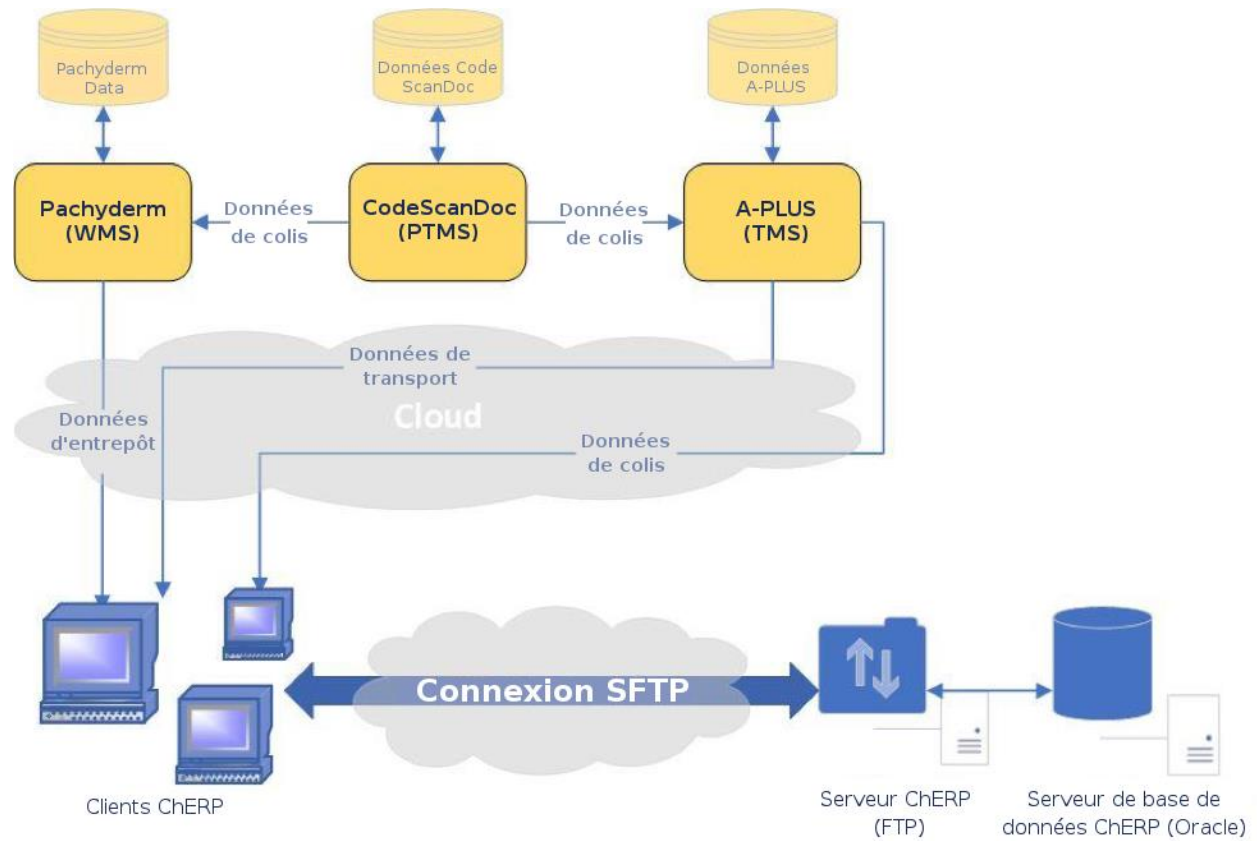 Pachyderm
Data
Données Code
ScanDoc
Données
A-PLUS
Pachyderm
(WMS)
Données
de colis
CodeScanDoc
(PTMS)
Données
de colis
A-PLUS
(TMS)
Données de
transport
Cloud
Données
d'entrepôt
Données
de colis
Connexion SFTP
Clients ChERP
Serveur ChERP
(FTP)
Serveur de base de
données ChERP (Oracle)